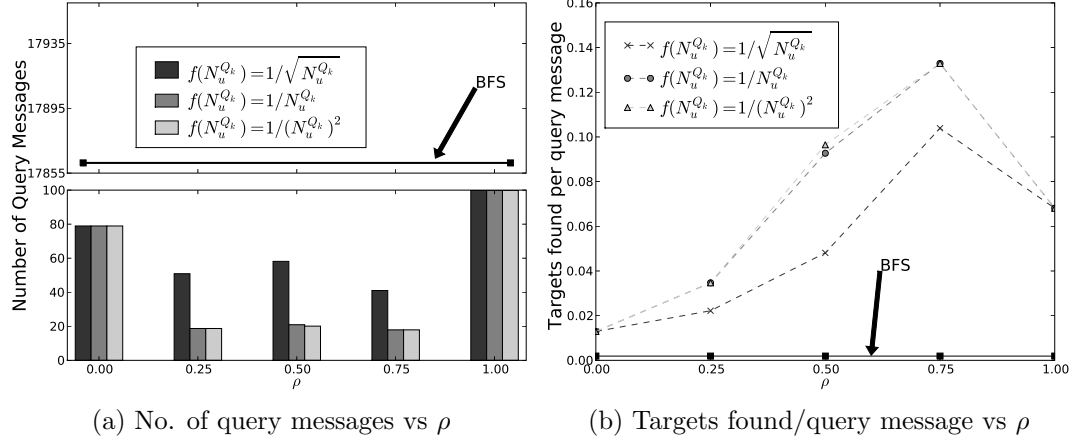 Number of Query Messages
17935
17895
17855
f(N_u^{Q_k})=1/\sqrt{N_u^{Q_k}}
f(N_u^{Q_k})=1/N_u^{Q_k}
f(N_u^{Q_k})=1/(N_u^{Q_k})^2
BFS
100
80
60
40
20
0
0.00 0.25 0.50 0.75 1.00
ρ
(a) No. of query messages vs ρ
Targets found per query message
0.16
0.14
0.12
0.10
0.08
0.06
0.04
0.02
0.00
f(N_u^{Q_k})=1/\sqrt{N_u^{Q_k}}
f(N_u^{Q_k})=1/N_u^{Q_k}
f(N_u^{Q_k})=1/(N_u^{Q_k})^2
BFS
0.00 0.25 0.50 0.75 1.00
ρ
(b) Targets found/query message vs ρ